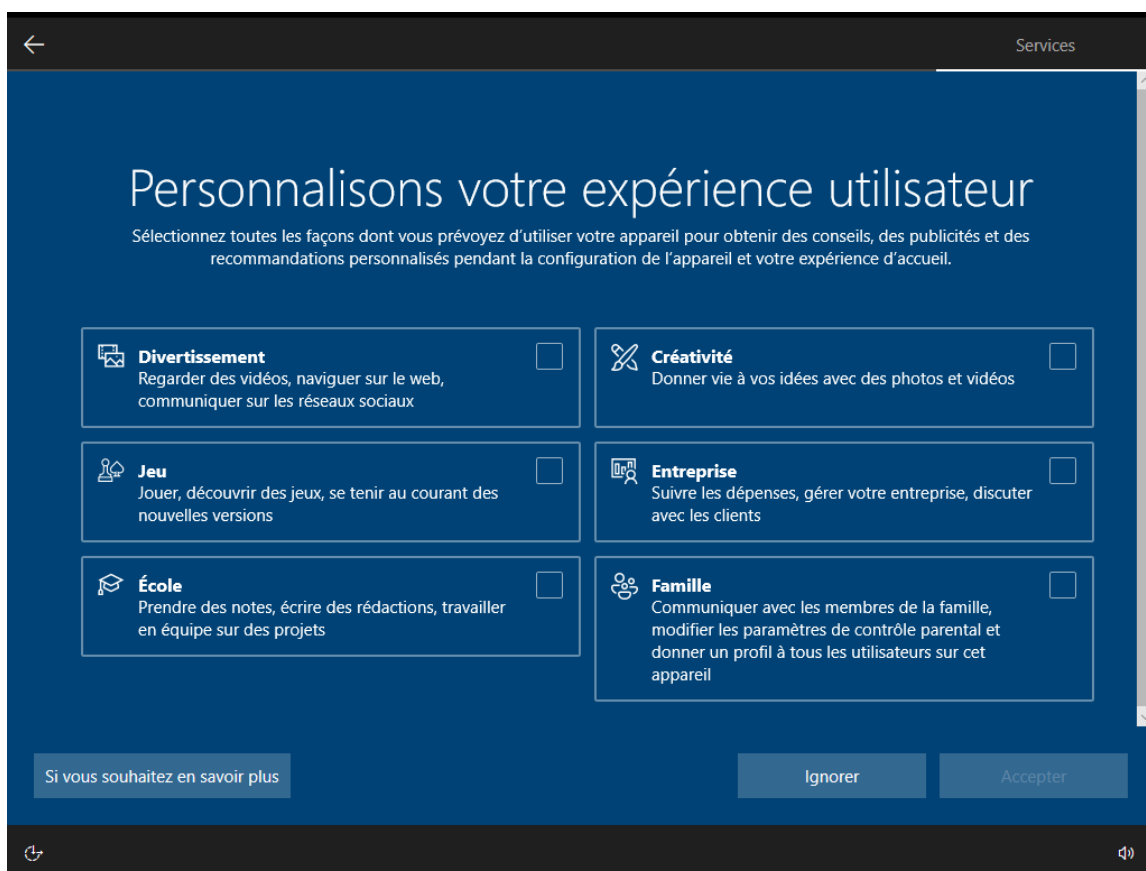 Services
Personnalisons votre expérience utilisateur
Sélectionnez toutes les façons dont vous prévoyez d'utiliser votre appareil pour obtenir des conseils, des publicités et des
recommandations personnalisés pendant la configuration de l'appareil et votre expérience d'accueil.
Divertissement
Regarder des vidéos, naviguer sur le web,
communiquer sur les réseaux sociaux
Créativité
Donner vie à vos idées avec des photos et vidéos
Jeu
Jouer, découvrir des jeux, se tenir au courant des
nouvelles versions
Entreprise
Suivre les dépenses, gérer votre entreprise, discuter
avec les clients
École
Prendre des notes, écrire des rédactions, travailler
en équipe sur des projets
Famille
Communiquer avec les membres de la famille,
modifier les paramètres de contrôle parental et
donner un profil à tous les utilisateurs sur cet
appareil
Si vous souhaitez en savoir plus
Ignorer
Accepter